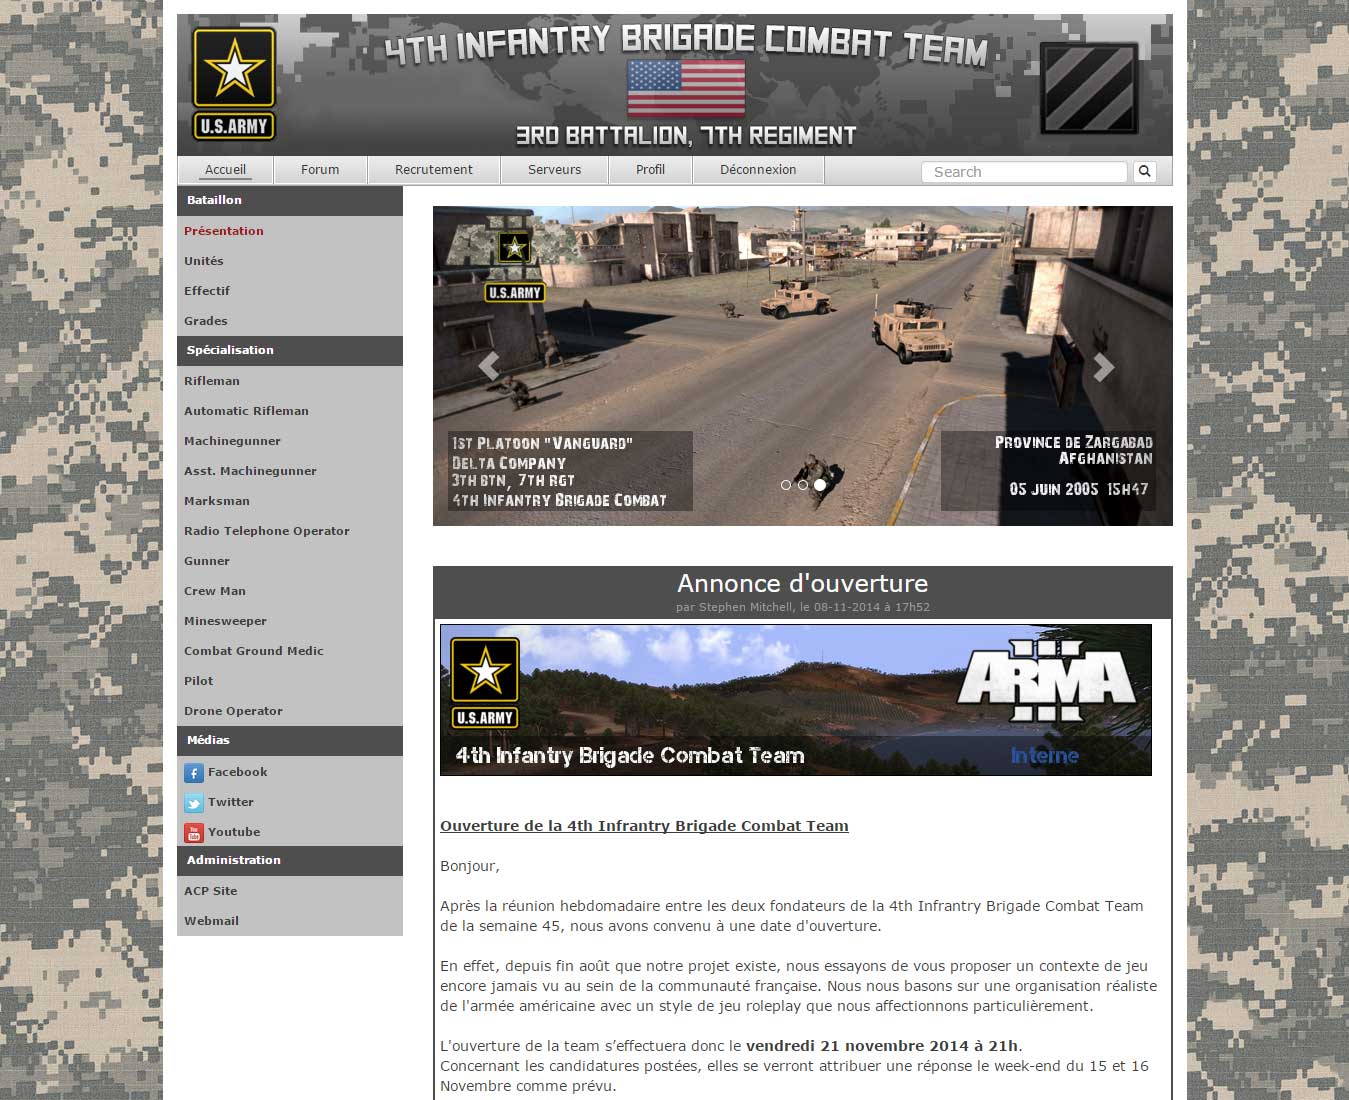 4TH INFANTRY BRIGADE COMBAT TEAM
U.S.ARMY
3RD BATTALION, 7TH REGIMENT
Accueil Forum Recrutement Serveurs Profil Déconnexion Search
Bataillon
Présentation
Unités
Effectif
Grades
Spécialisation
Rifleman
Automatic Rifleman
Machinegunner
Asst. Machinegunner
Marksman
Radio Telephone Operator
Gunner
Crew Man
Minesweeper
Combat Ground Medic
Pilot
Drone Operator
Médias
Facebook
Twitter
Youtube
Administration
ACP Site
Webmail
U.S.ARMY
1st Platoon "Vanguard"
Delta Company
3th btn, 7th rgt
4th Infantry Brigade Combat
Province de Zargabad
Afghanistan
05 juin 2005 15h47
Annonce d'ouverture
par Stephen Mitchell, le 08-11-2014 à 17h52
U.S.ARMY
ARMA III
4th Infantry Brigade Combat Team
Interne
Ouverture de la 4th Infrantry Brigade Combat Team
Bonjour,
Après la réunion hebdomadaire entre les deux fondateurs de la 4th Infrantry Brigade Combat Team
de la semaine 45, nous avons convenu à une date d'ouverture.
En effet, depuis fin août que notre projet existe, nous essayons de vous proposer un contexte de jeu
encore jamais vu au sein de la communauté française. Nous nous basons sur une organisation réaliste
de l'armée américaine avec un style de jeu roleplay que nous affectionnons particulièrement.
L'ouverture de la team s’effectuera donc le vendredi 21 novembre 2014 à 21h.
Concernant les candidatures postées, elles se verront attribuer une réponse le week-end du 15 et 16
Novembre comme prévu.